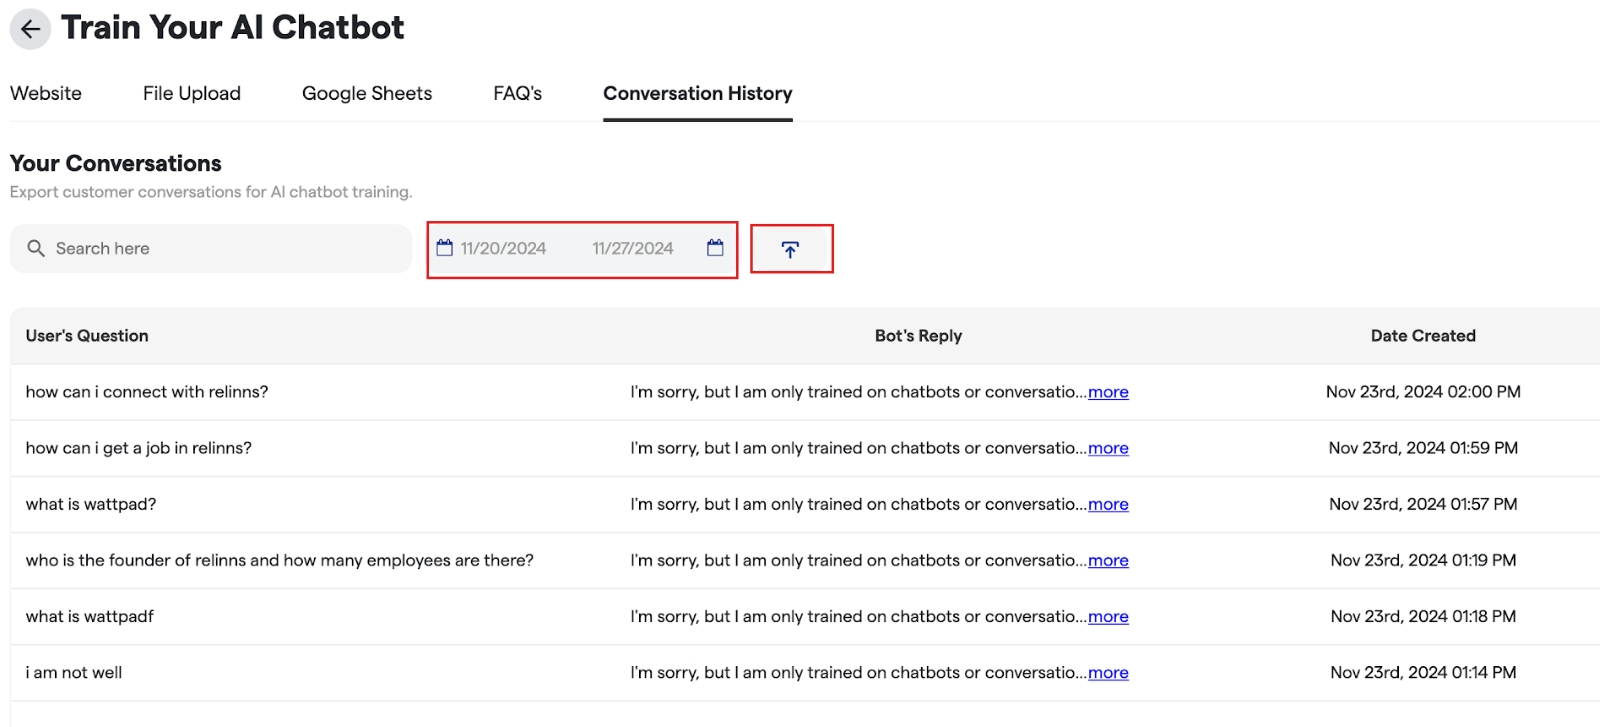 Train Your AI Chatbot
Website File Upload Google Sheets FAQ's Conversation History
Your Conversations
Export customer conversations for AI chatbot training.
Search here 11/20/2024 11/27/2024
User's Question Bot's Reply Date Created
how can i connect with relinns? I'm sorry, but I am only trained on chatbots or conversatio...more Nov 23rd, 2024 02:00 PM
how can i get a job in relinns? I'm sorry, but I am only trained on chatbots or conversatio...more Nov 23rd, 2024 01:59 PM
what is wattpad? I'm sorry, but I am only trained on chatbots or conversatio...more Nov 23rd, 2024 01:57 PM
who is the founder of relinns and how many employees are there? I'm sorry, but I am only trained on chatbots or conversatio...more Nov 23rd, 2024 01:19 PM
what is wattpadf I'm sorry, but I am only trained on chatbots or conversatio...more Nov 23rd, 2024 01:18 PM
i am not well I'm sorry, but I am only trained on chatbots or conversatio...more Nov 23rd, 2024 01:14 PM